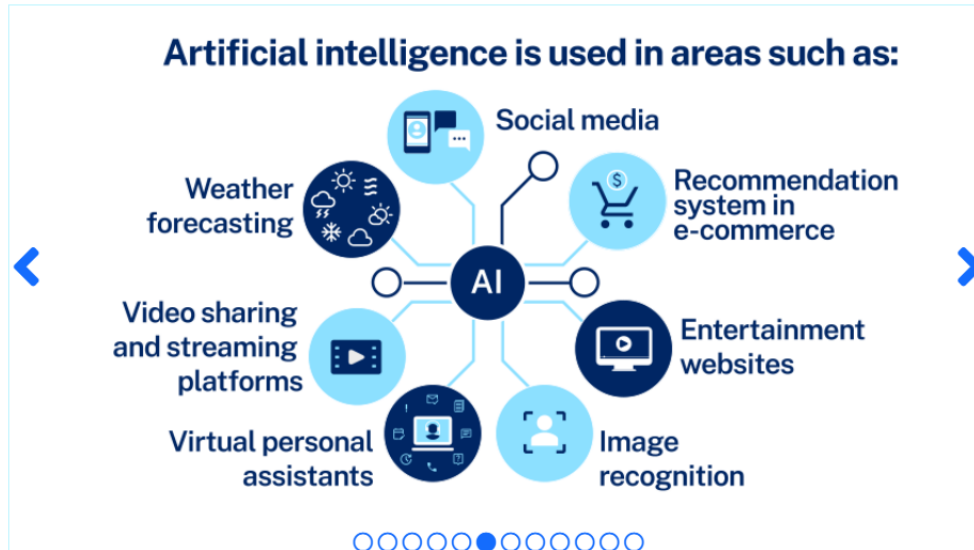 Artificial intelligence is used in areas such as:
Social media
Recommendation
system in
e-commerce
Entertainment
websites
Image
recognition
Virtual personal
assistants
Video sharing
and streaming
platforms
Weather
forecasting
AI
$